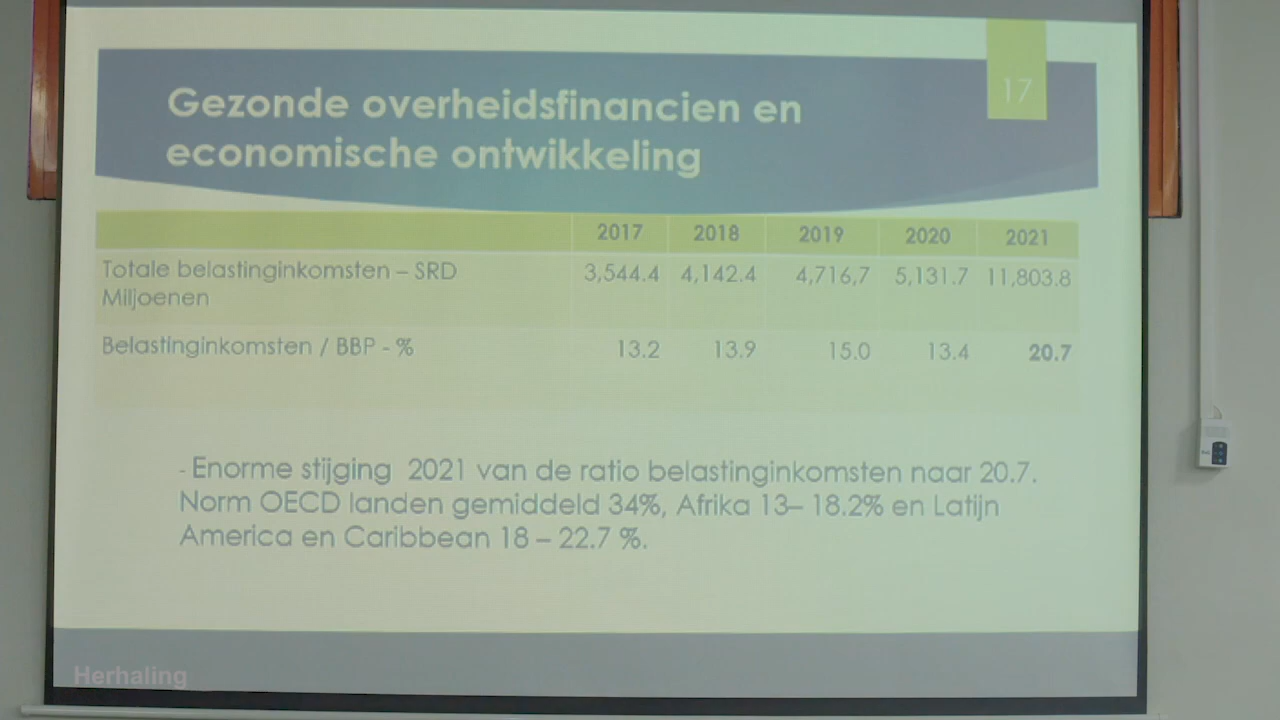 17
Gezonde overheidsfinancien en
economische ontwikkeling
2017 2018 2019 2020 2021
Totale belastinginkomsten – SRD 3,544.4 4,142.4 4,716,7 5,131.7 11,803.8
Miljoenen
Belastinginkomsten / BBP - % 13.2 13.9 15.0 13.4 20.7
- Enorme stijging 2021 van de ratio belastinginkomsten naar 20.7.
Norm OECD landen gemiddeld 34%, Afrika 13– 18.2% en Latijn
America en Caribbean 18 – 22.7 %.
Herhaling